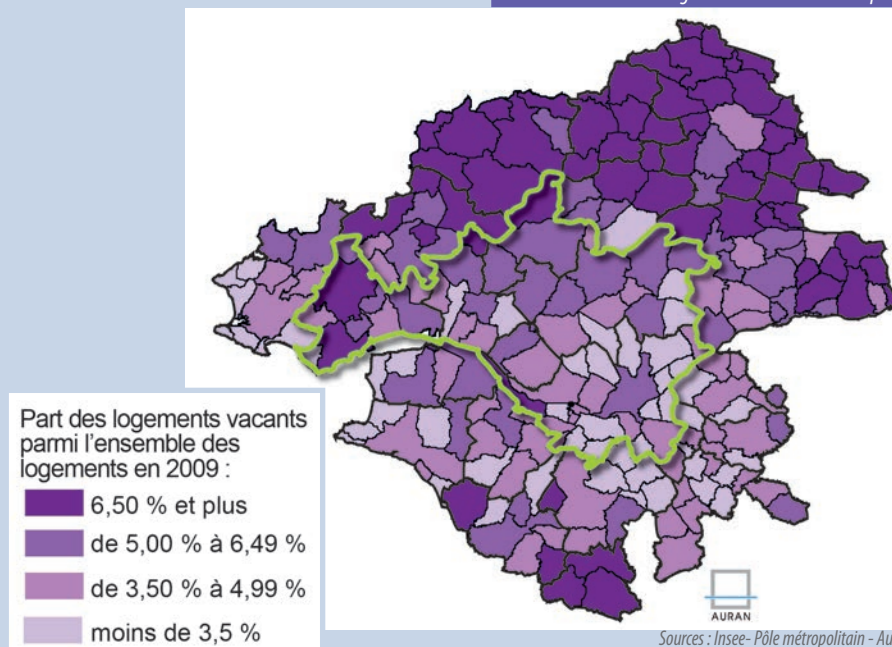 Part des logements vacants
parmi l'ensemble des
logements en 2009 :
6,50 % et plus
de 5,00 % à 6,49 %
de 3,50 % à 4,99 %
moins de 3,5 %
AURAN
Sources : Insee- Pôle métropolitain - Au